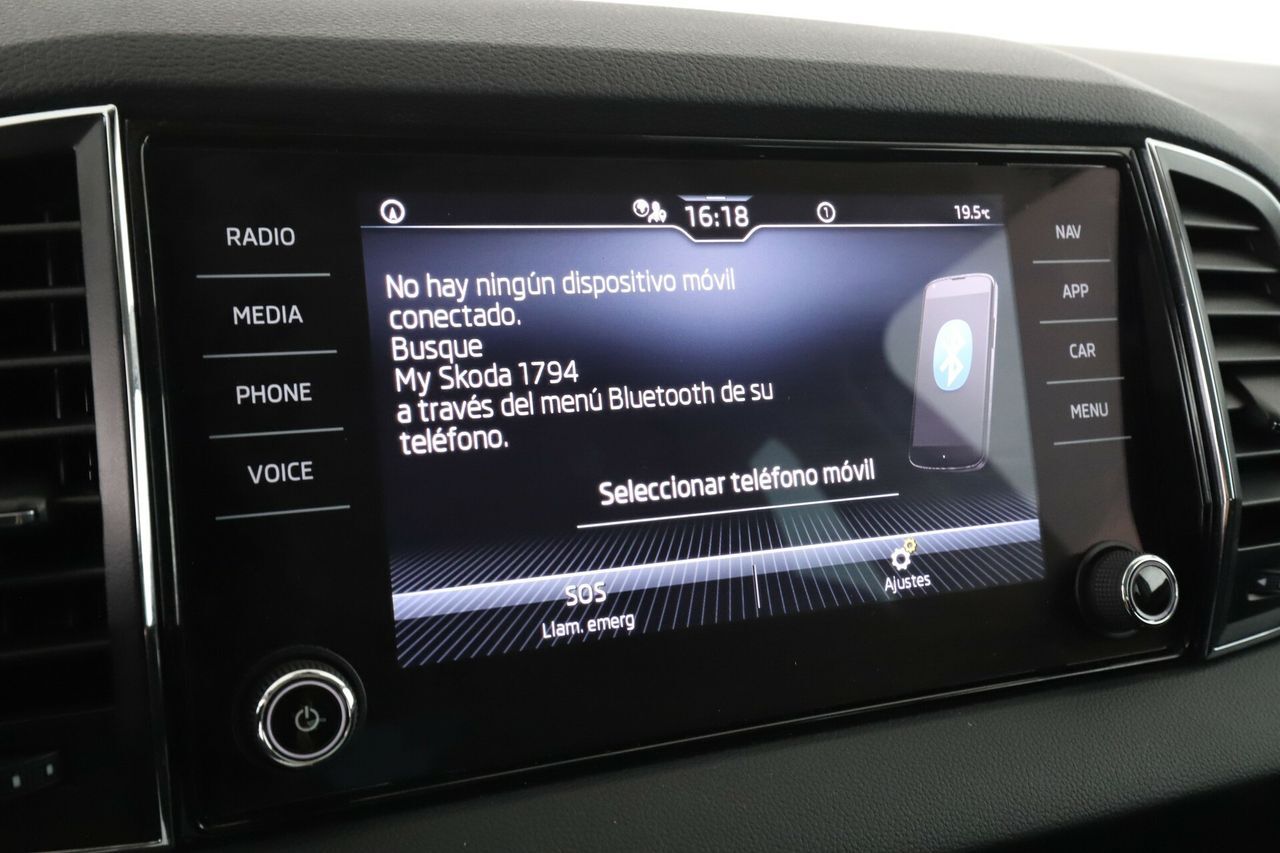 RADIO
MEDIA
PHONE
VOICE
16:18
1
19.5°C
No hay ningún dispositivo móvil
conectado.
Busque
My Skoda 1794
a través del menú Bluetooth de su
teléfono.
Seleccionar teléfono móvil
SOS
Llam. emerg
Ajustes
NAV
APP
CAR
MENU